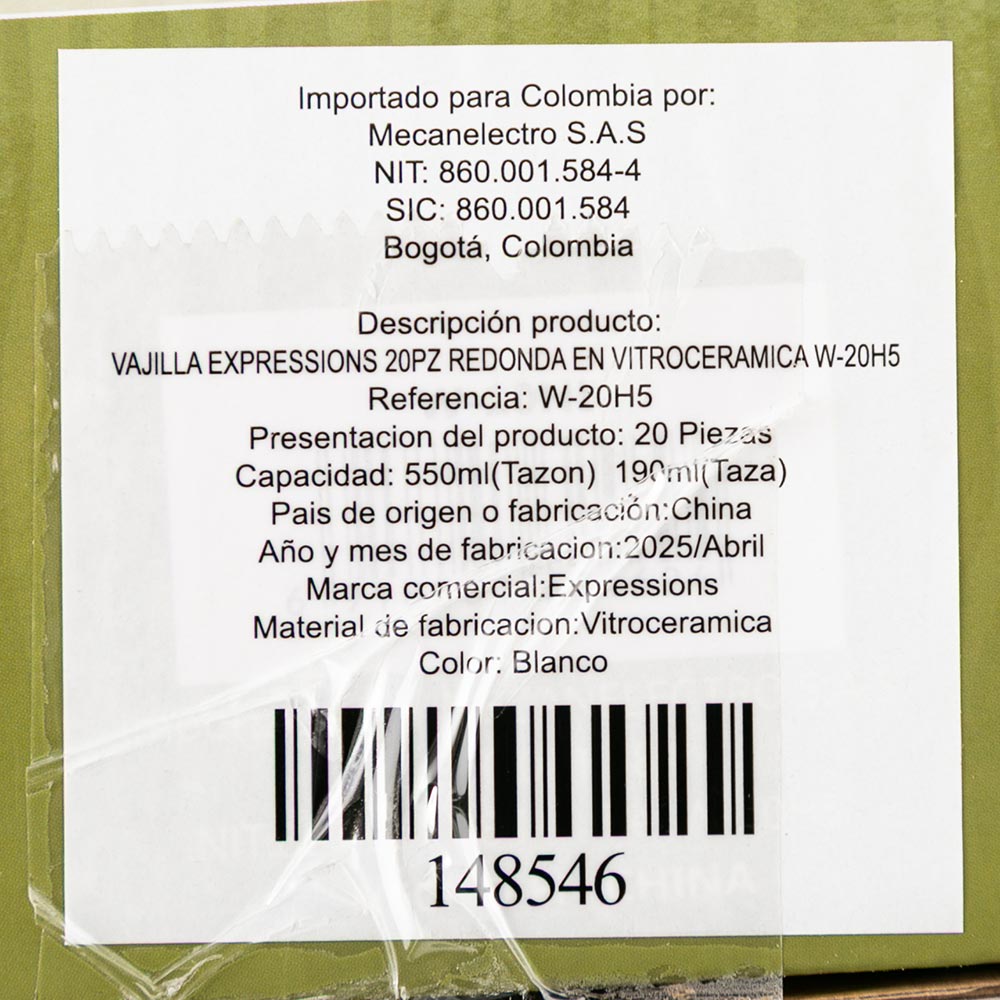 Importado para Colombia por:
Mecanelectro S.A.S
NIT: 860.001.584-4
SIC: 860.001.584
Bogotá, Colombia
Descripción producto:
VAJILLA EXPRESSIONS 20PZ REDONDA EN VITROCERAMICA W-20H5
Referencia: W-20H5
Presentacion del producto: 20 Piezas
Capacidad: 550ml(Tazon) 190ml(Taza)
Pais de origen o fabricación:China
Año y mes de fabricacion:2025/Abril
Marca comercial:Expressions
Material de fabricacion:Vitroceramica
Color: Blanco
148546